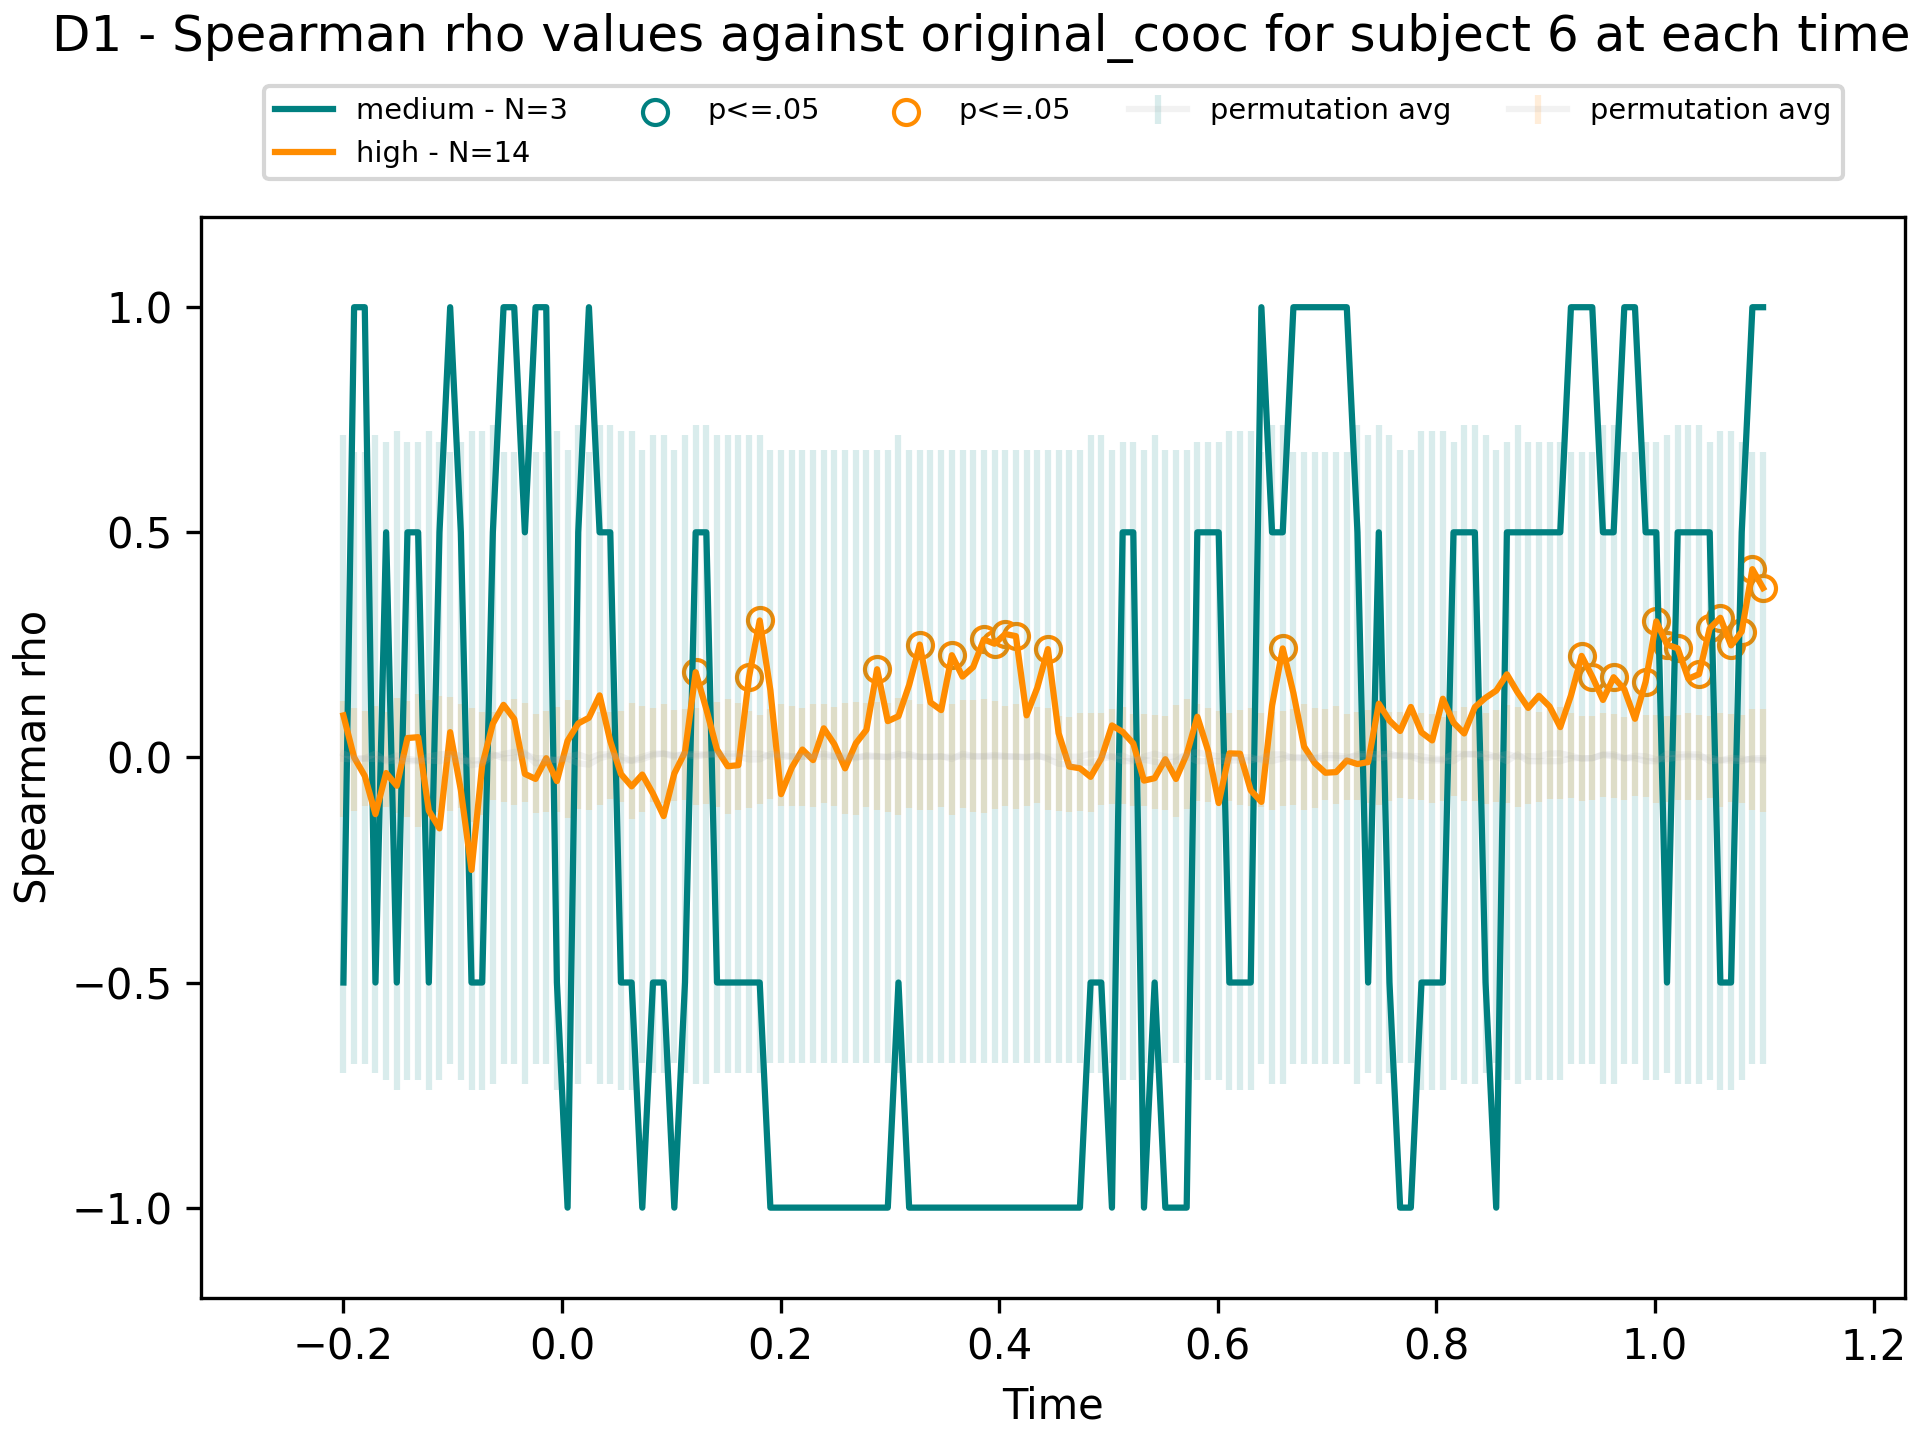 D1 - Spearman rho values against original_cooc for subject 6 at each time
medium - N=3
high - N=14
p<=.05
p<=.05
permutation avg
permutation avg
Spearman rho
1.0
0.5
0.0
−0.5
−1.0
−0.2
0.0
0.2
0.4
0.6
0.8
1.0
1.2
Time